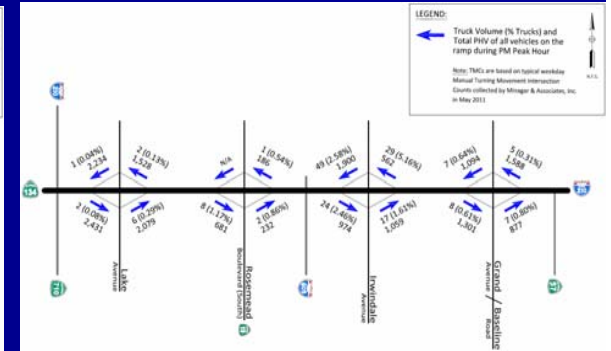 LEGEND:
Truck Volume (% Trucks) and
Total PHV of all vehicles on the
ramp during PM Peak Hour
Note: TMCs are based on typical weekday
Manual Turning Movement Intersection
Counts collected by Minagar & Associates, Inc.
in May 2011
N.T.S.
1 (0.04%)
2,234
2 (0.13%)
1,528
N/A
1 (0.54%)
186
49 (2.58%)
1,900
29 (5.16%)
562
7 (0.64%)
1,094
5 (0.31%)
1,588
134
210
2 (0.08%)
2,431
6 (0.29%)
2,079
8 (1.17%)
681
2 (0.86%)
232
24 (2.46%)
974
17 (1.61%)
1,059
8 (0.61%)
1,301
7 (0.80%)
877
710
Lake
Avenue
Rosemead
Boulevard (South)
19
Irwindale
Avenue
Grand / Baseline
Avenue Road
57